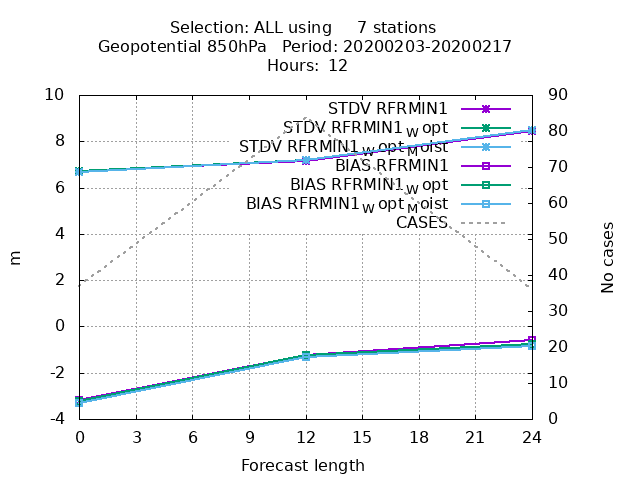 Selection: ALL using 7 stations
Geopotential 850hPa Period: 20200203-20200217
Hours: 12
10
8
6
4
2
0
-2
-4
m
90
80
70
60
50
40
30
20
10
0
No cases
STDV RFRMIN1
STDV RFRMIN1_W opt
STDV RFRMIN1_W opt_M oist
BIAS RFRMIN1
BIAS RFRMIN1_W opt
BIAS RFRMIN1_W opt_M oist
CASES
0 3 6 9 12 15 18 21 24
Forecast length